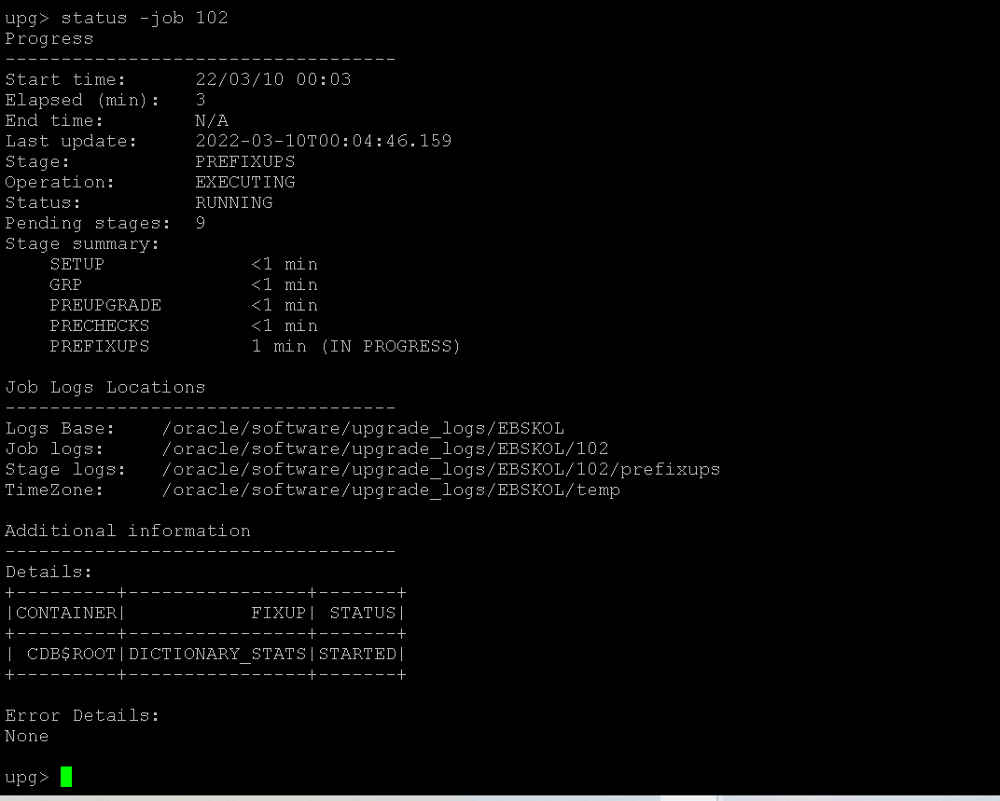 upg> status -job 102
Progress
-----------------------------------
Start time:      22/03/10 00:03
Elapsed (min):   3
End time:        N/A
Last update:     2022-03-10T00:04:46.159
Stage:           PREFIXUPS
Operation:       EXECUTING
Status:          RUNNING
Pending stages:  9
Stage summary:
    SETUP             <1 min
    GRP               <1 min
    PREUPGRADE        <1 min
    PRECHECKS         <1 min
    PREFIXUPS         1 min (IN PROGRESS)
Job Logs Locations
-----------------------------------
Logs Base:    /oracle/software/upgrade_logs/EBSKOL
Job logs:     /oracle/software/upgrade_logs/EBSKOL/102
Stage logs:   /oracle/software/upgrade_logs/EBSKOL/102/prefixups
TimeZone:     /oracle/software/upgrade_logs/EBSKOL/temp
Additional information
-----------------------------------
Details:
+---------+----------------+-------+
|CONTAINER|           FIXUP| STATUS|
+---------+----------------+-------+
| CDB$ROOT|DICTIONARY_STATS|STARTED|
+---------+----------------+-------+
Error Details:
None
upg>